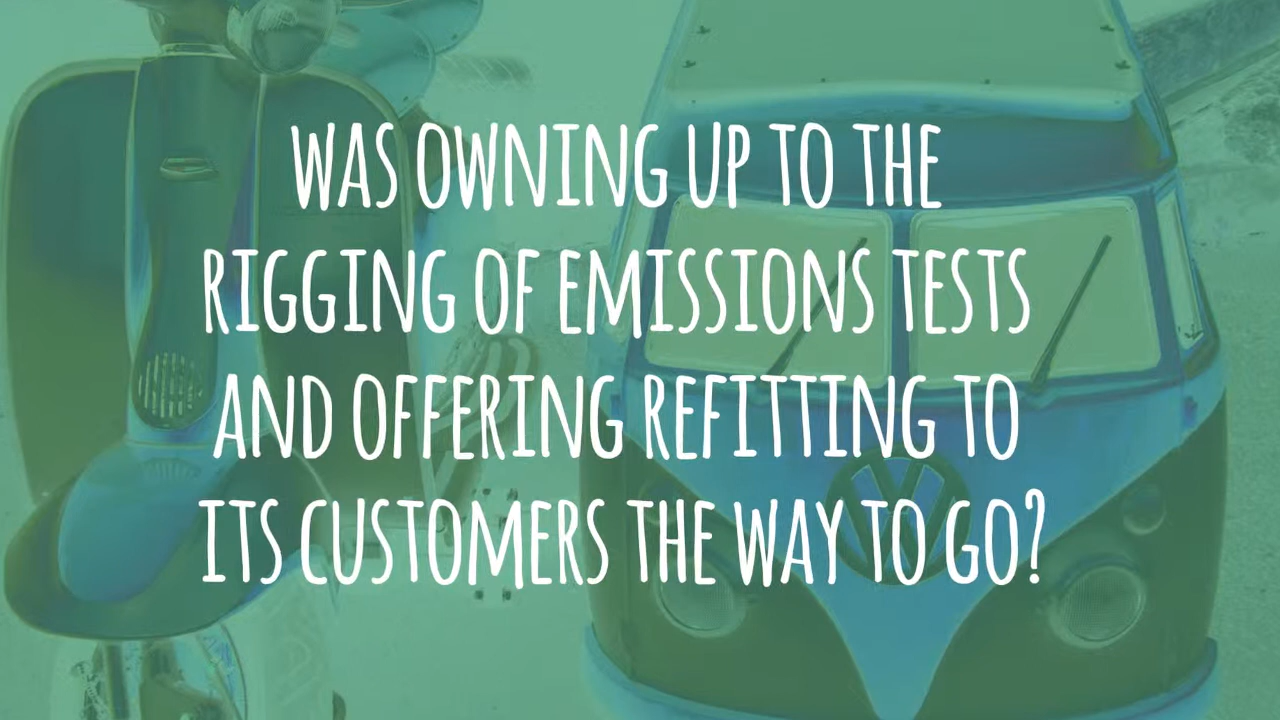 WAS OWNING UP TO THE
RIGGING OF EMISSIONS TESTS
AND OFFERING REFITTING TO
ITS CUSTOMERS THE WAY TO GO?
VW